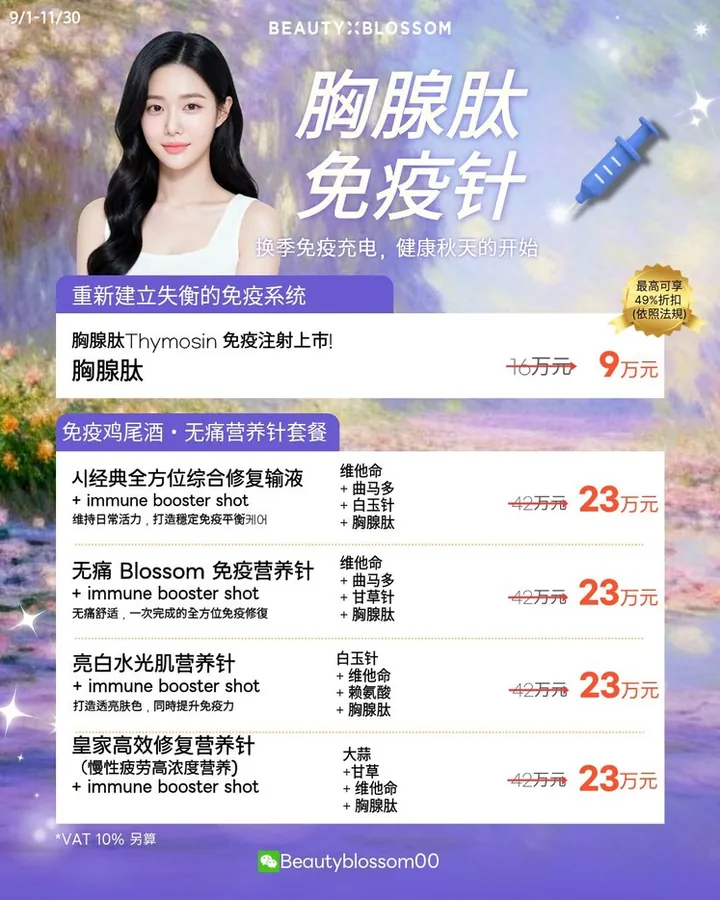 9/1-11/30
BEAUTY BLOSSOM
胸腺肽
免疫针
换季免疫充电，健康秋天的开始
重新建立失衡的免疫系统
最高可享
49%折扣
(依照法規)
胸腺肽Thymosin 免疫注射上市!
胸腺肽
16万元 9万元
免疫鸡尾酒・无痛营养针套餐
시经典全方位综合修复输液
+ immune booster shot
维持日常活力，打造穩定免疫平衡케어
维他命
+ 曲马多
+ 白玉针
+ 胸腺肽
42万元 23万元
无痛 Blossom 免疫营养针
+ immune booster shot
无痛舒适，一次完成的全方位免疫修復
维他命
+ 曲马多
+ 甘草针
+ 胸腺肽
42万元 23万元
亮白水光肌营养针
+ immune booster shot
打造透亮肤色，同時提升免疫力
白玉针
+ 维他命
+ 赖氨酸
+ 胸腺肽
42万元 23万元
皇家高效修复营养针
（慢性疲劳高浓度营养)
+ immune booster shot
大蒜
+甘草
+ 维他命
+ 胸腺肽
42万元 23万元
*VAT 10% 另算
Beautyblossom00